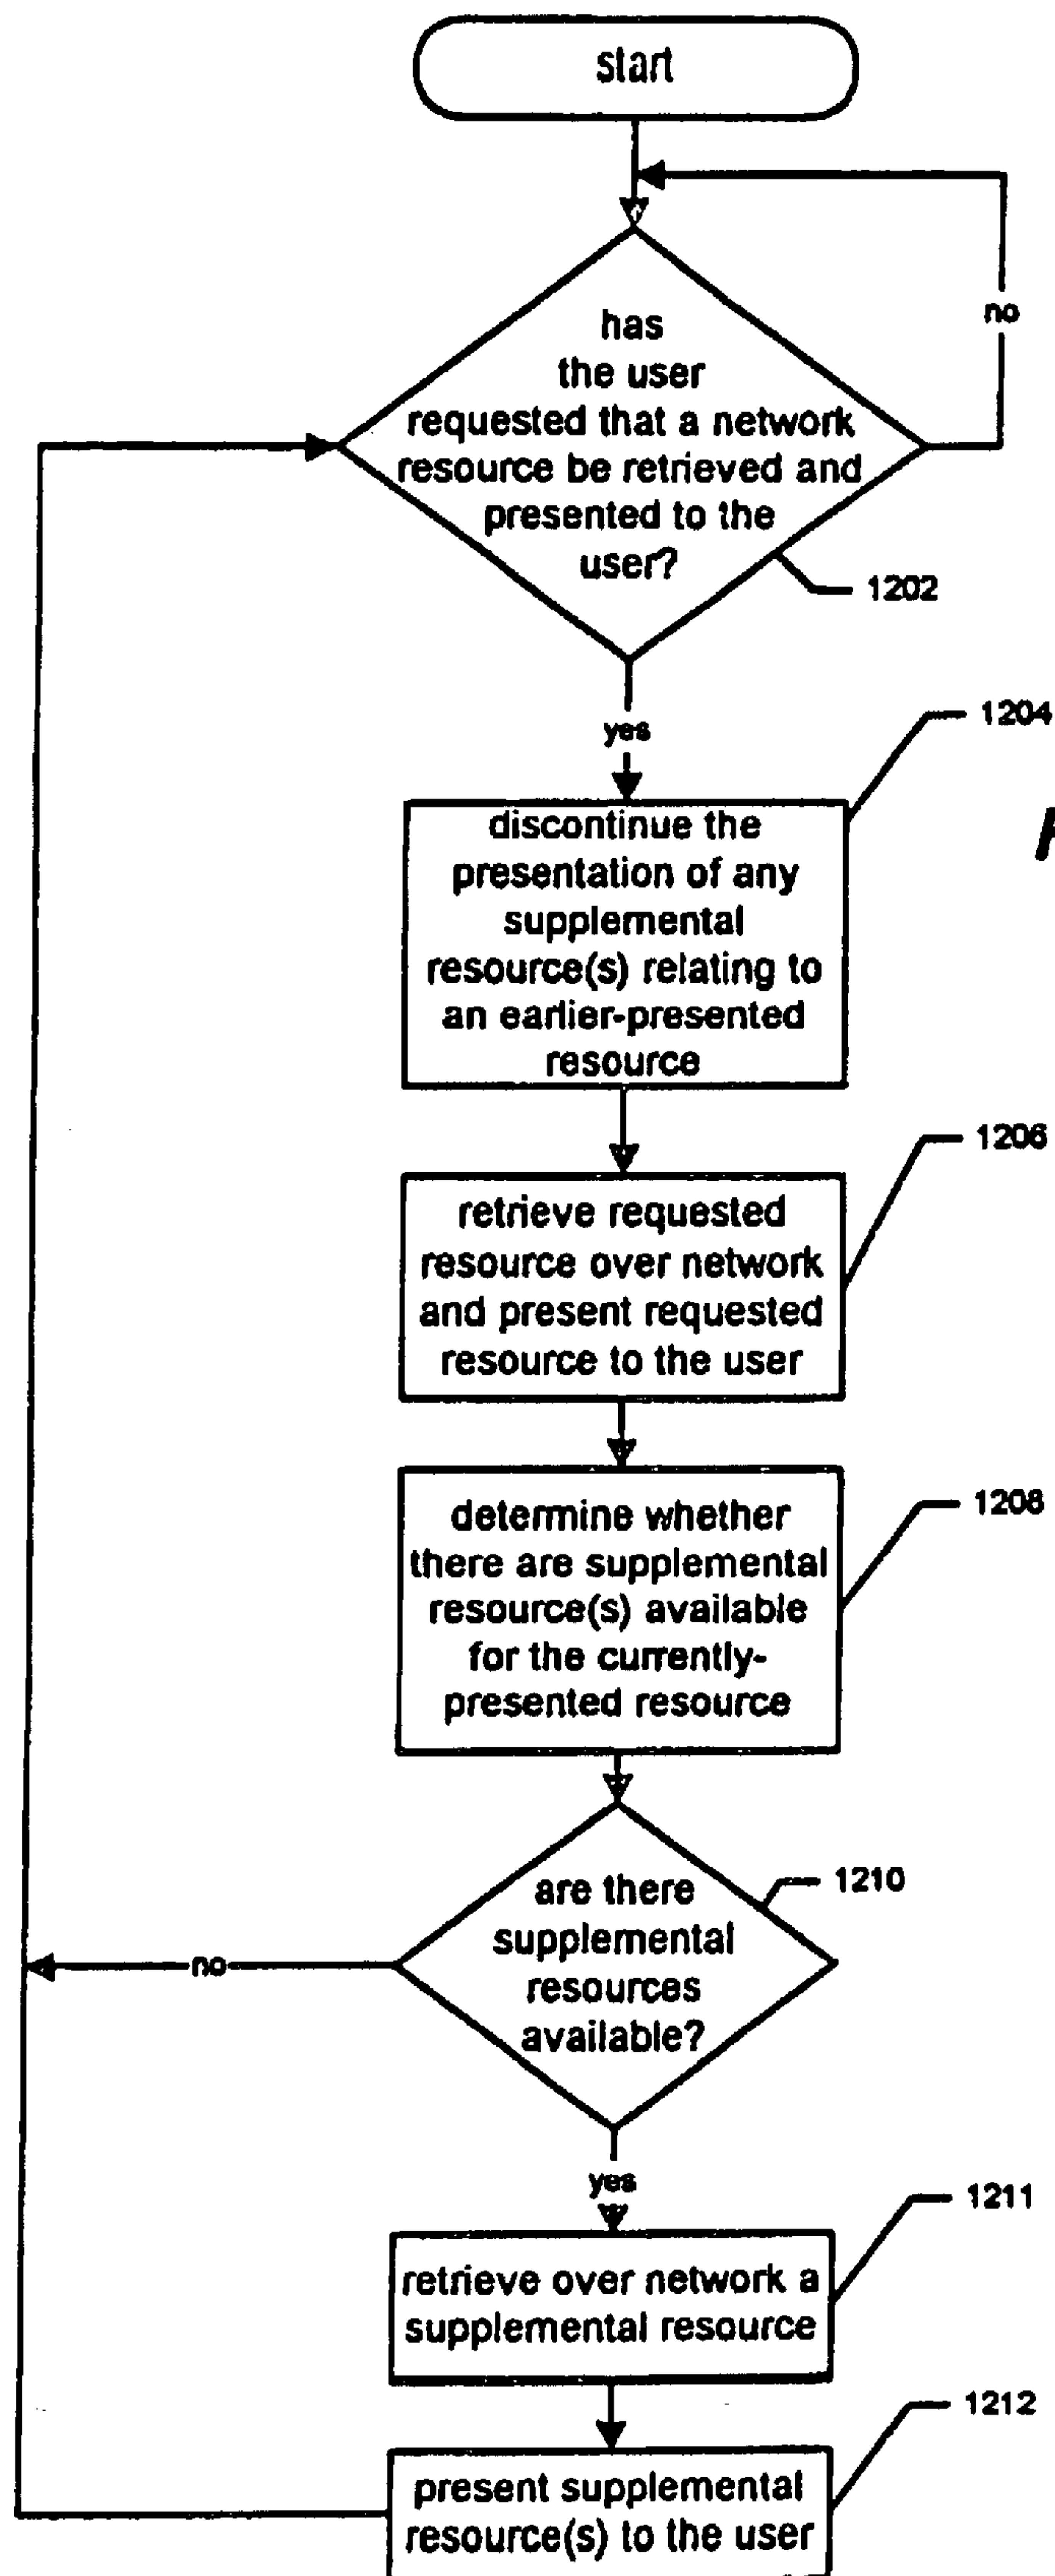 start
no
has
the user
requested that a network
resource be retrieved and
presented to the
user?
1202
yes
1204
discontinue the
presentation of any
supplemental
resource(s) relating to
an earlier-presented
resource
1206
retrieve requested
resource over network
and present requested
resource to the user
1208
determine whether
there are supplemental
resource(s) available
for the currently-
presented resource
1210
are there
supplemental
resources
available?
no
yes
1211
retrieve over network a
supplemental resource
1212
present supplemental
resource(s) to the user